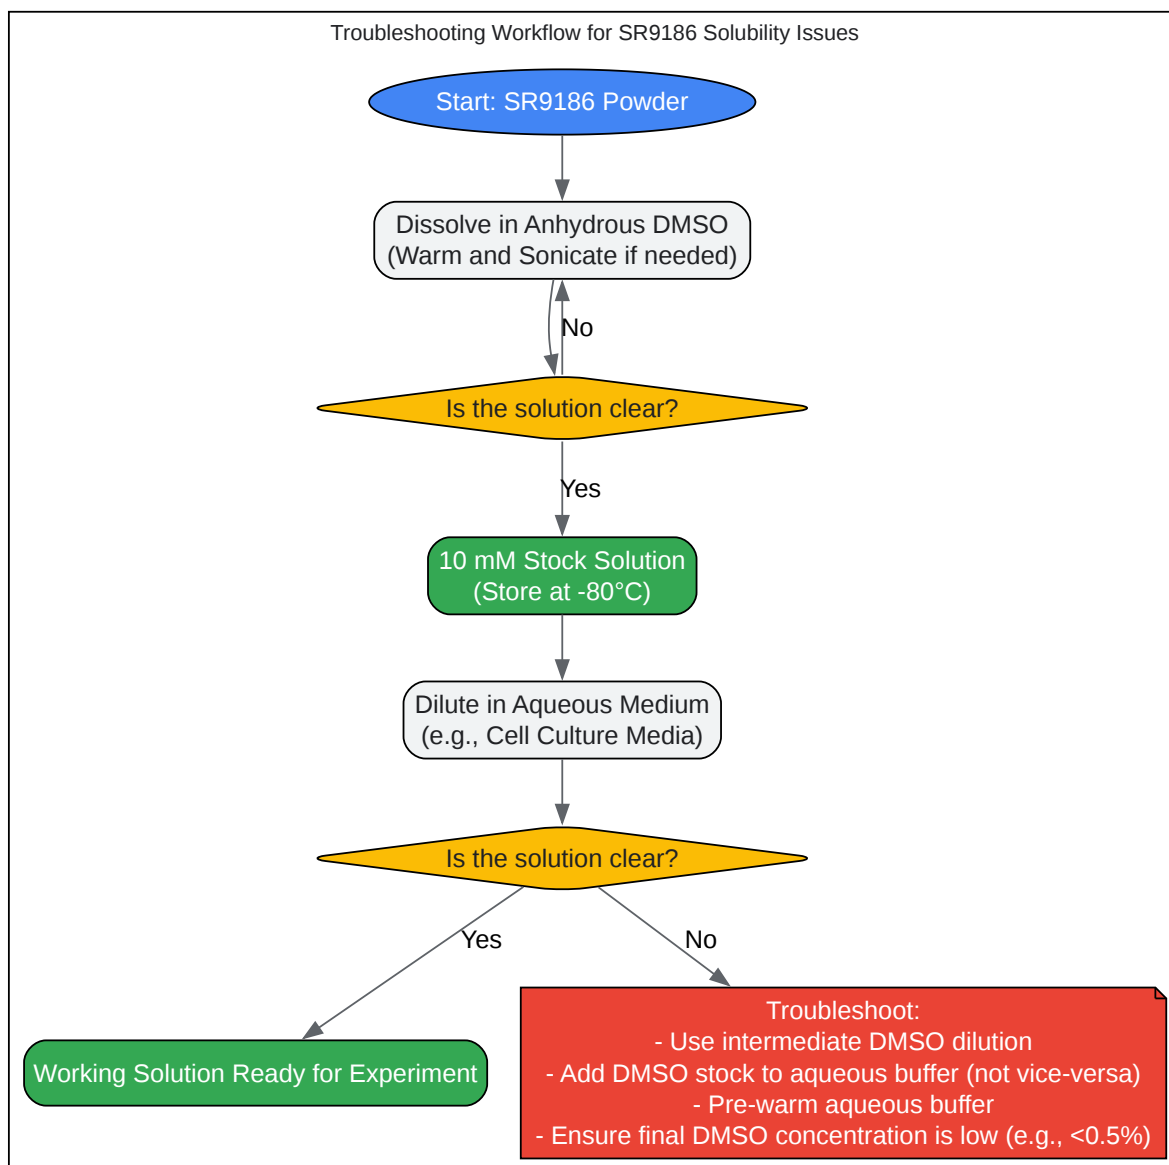 Troubleshooting Workflow for SR9186 Solubility Issues
Start: SR9186 Powder
Dissolve in Anhydrous DMSO
(Warm and Sonicate if needed)
No
Is the solution clear?
Yes
10 mM Stock Solution
(Store at -80°C)
Dilute in Aqueous Medium
(e.g., Cell Culture Media)
Is the solution clear?
Yes
No
Working Solution Ready for Experiment
Troubleshoot:
- Use intermediate DMSO dilution
- Add DMSO stock to aqueous buffer (not vice-versa)
- Pre-warm aqueous buffer
- Ensure final DMSO concentration is low (e.g., <0.5%)